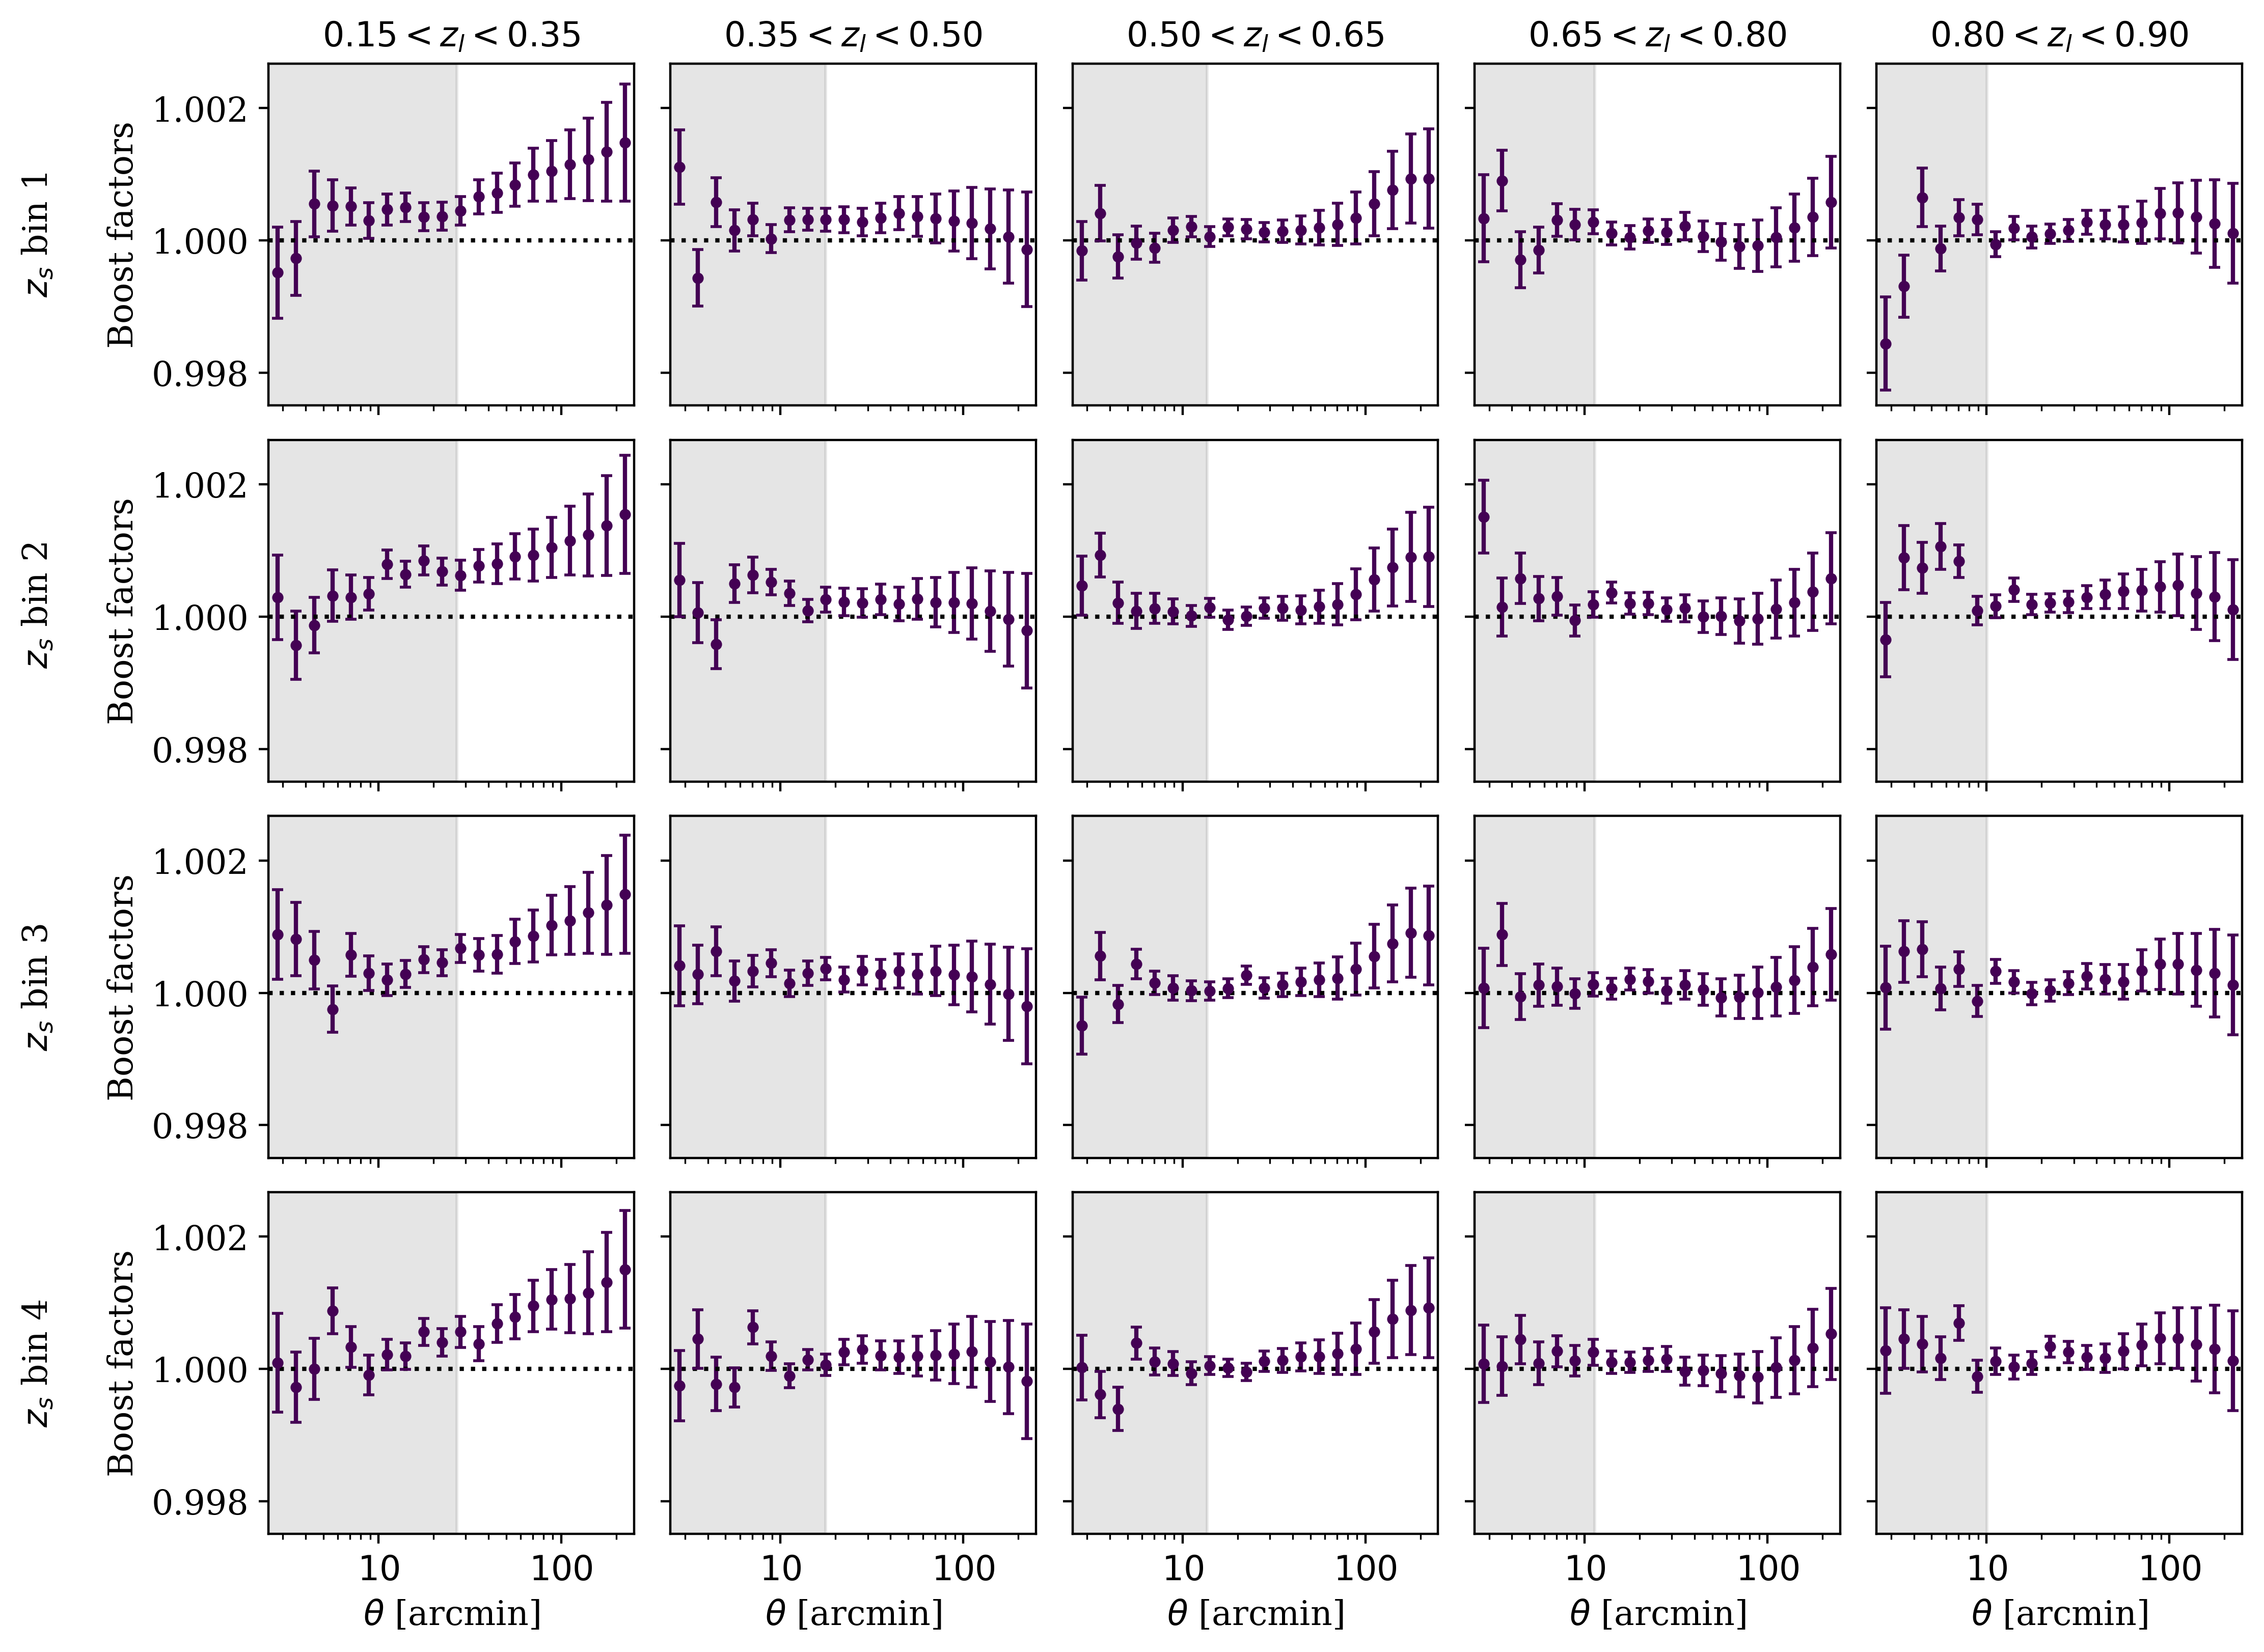 0.15 < z_l < 0.35 0.35 < z_l < 0.50 0.50 < z_l < 0.65 0.65 < z_l < 0.80 0.80 < z_l < 0.90
z_s bin 1
Boost factors
1.002
1.000
0.998
z_s bin 2
Boost factors
1.002
1.000
0.998
z_s bin 3
Boost factors
1.002
1.000
0.998
z_s bin 4
Boost factors
1.002
1.000
0.998
10 100 10 100 10 100 10 100 10 100
θ [arcmin] θ [arcmin] θ [arcmin] θ [arcmin] θ [arcmin]